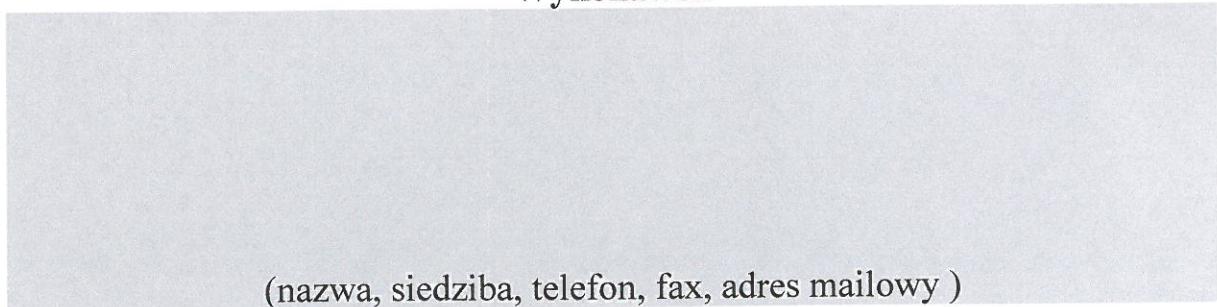 (nazwa, siedziba, telefon, fax, adres mailowy )